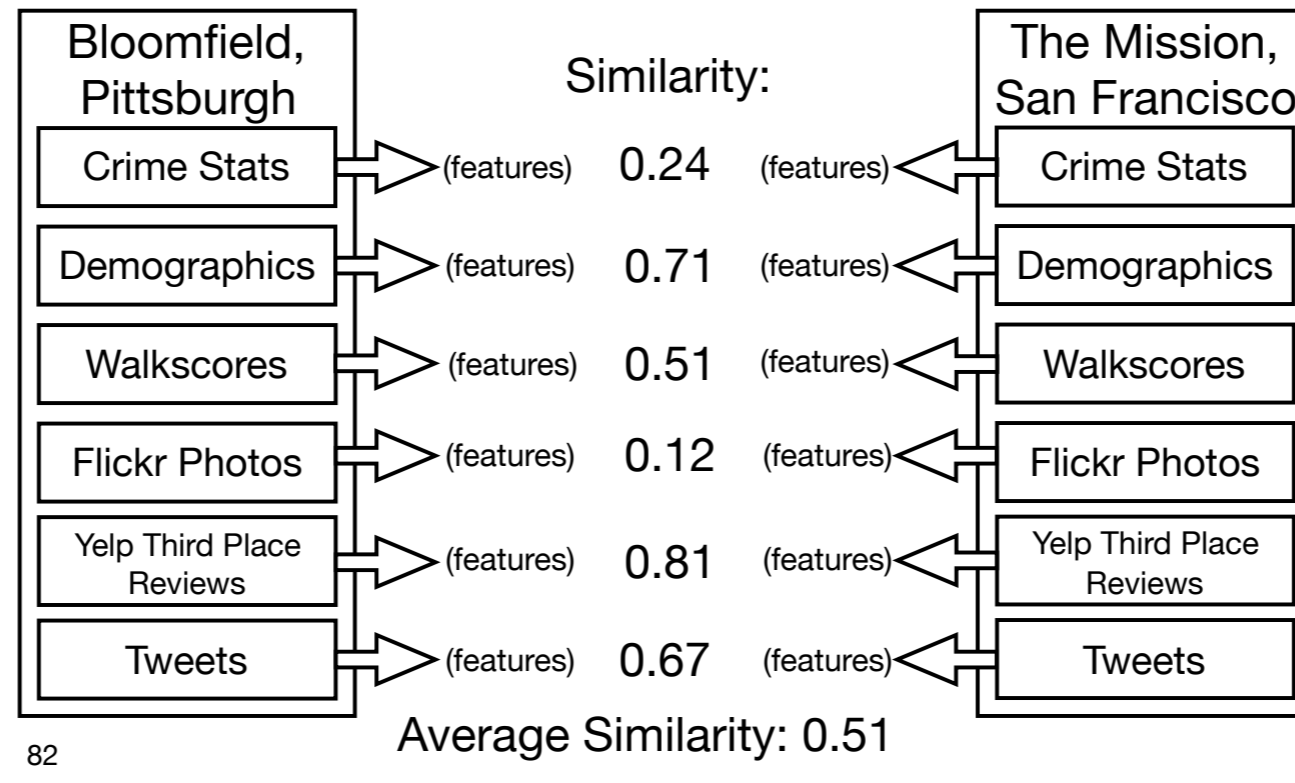 Bloomfield,
Pittsburgh
Similarity:
The Mission,
San Francisco
Crime Stats (features) 0.24 (features) Crime Stats
Demographics (features) 0.71 (features) Demographics
Walkscores (features) 0.51 (features) Walkscores
Flickr Photos (features) 0.12 (features) Flickr Photos
Yelp Third Place
Reviews
(features) 0.81 (features)
Yelp Third Place
Reviews
Tweets (features) 0.67 (features) Tweets
Average Similarity: 0.51
82